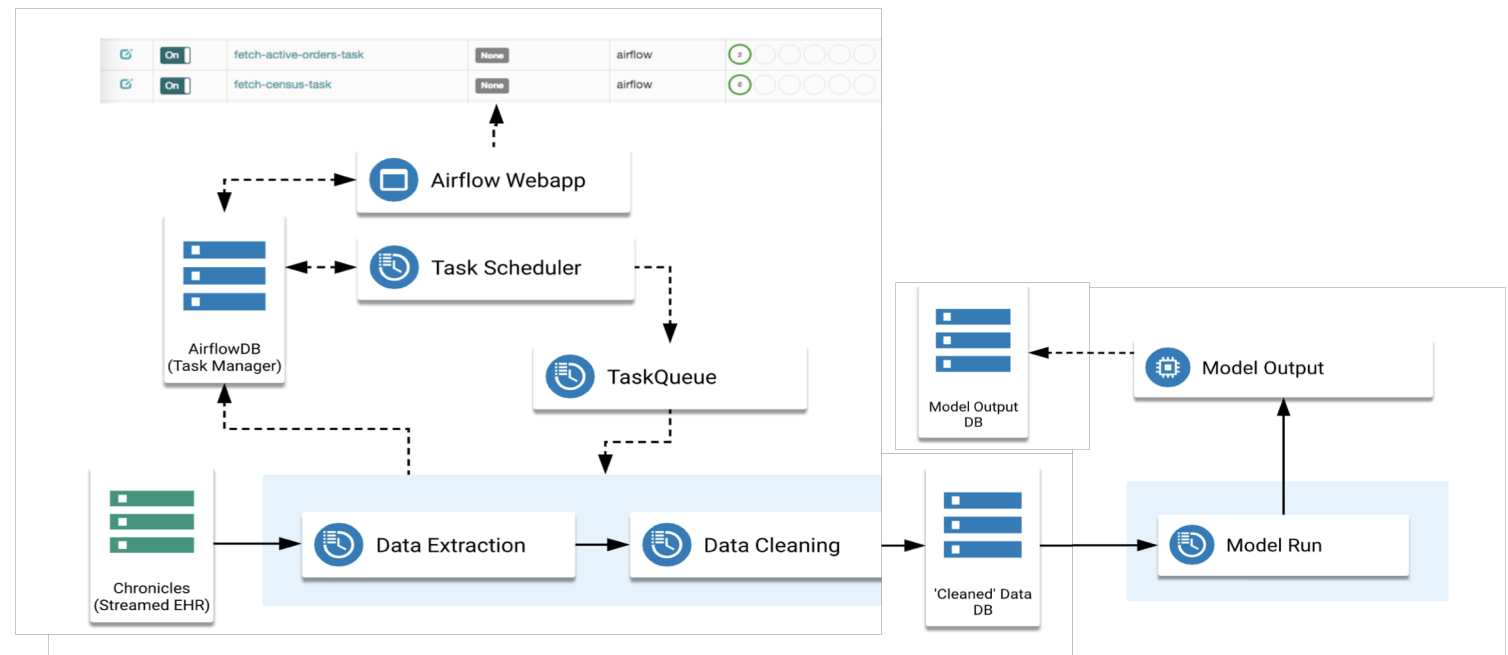 On fetch-active-orders-task None airflow 2
On fetch-census-task None airflow 6
Airflow Webapp
Task Scheduler
AirflowDB
(Task Manager)
TaskQueue
Model Output
DB
Model Output
Chronicles
(Streamed EHR)
Data Extraction
Data Cleaning
'Cleaned' Data
DB
Model Run